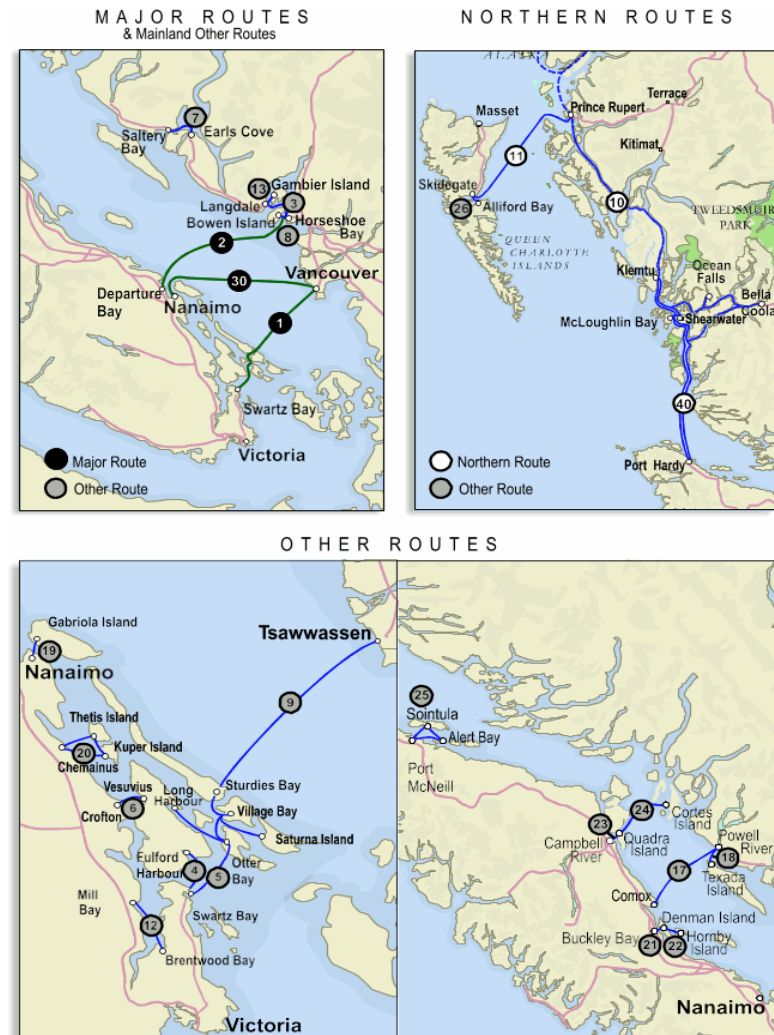 MAJOR ROUTES
& Mainland Other Routes
7
Saltery
Bay
Earls Cove
13
Gambier Island
Langdale
3
Bowen Island
Horseshoe
Bay
8
2
30
Vancouver
Departure
Bay
Nanaimo
1
Swartz Bay
Victoria
Major Route
Other Route
NORTHERN ROUTES
Prince Rupert
Terrace
Masset
Kitimat
11
Skidegate
26
Alliford Bay
10
TWEEDSMUIR
PARK
QUEEN
CHARLOTTE
ISLANDS
Klemtu
Ocean
Falls
Bella
Coola
McLoughlin Bay
Shearwater
40
Port Hardy
Northern Route
Other Route
OTHER ROUTES
Gabriola Island
19
Nanaimo
Tsawwassen
9
Thetis Island
Kuper Island
20
Chemainus
Vesuvius
6
Crofton
Long
Harbour
Sturdies Bay
Village Bay
Saturna Island
Fulford
Harbour
4
5
Otter
Bay
Mill
Bay
Swartz Bay
12
Brentwood Bay
Victoria
25
Sointula
Alert Bay
Port
McNeill
24
Cortes
Island
23
Campbell
River
Quadra
Island
Powell
River
17
18
Texada
Island
Comox
Denman Island
Buckley Bay
21
22
Hornby
Island
Nanaimo